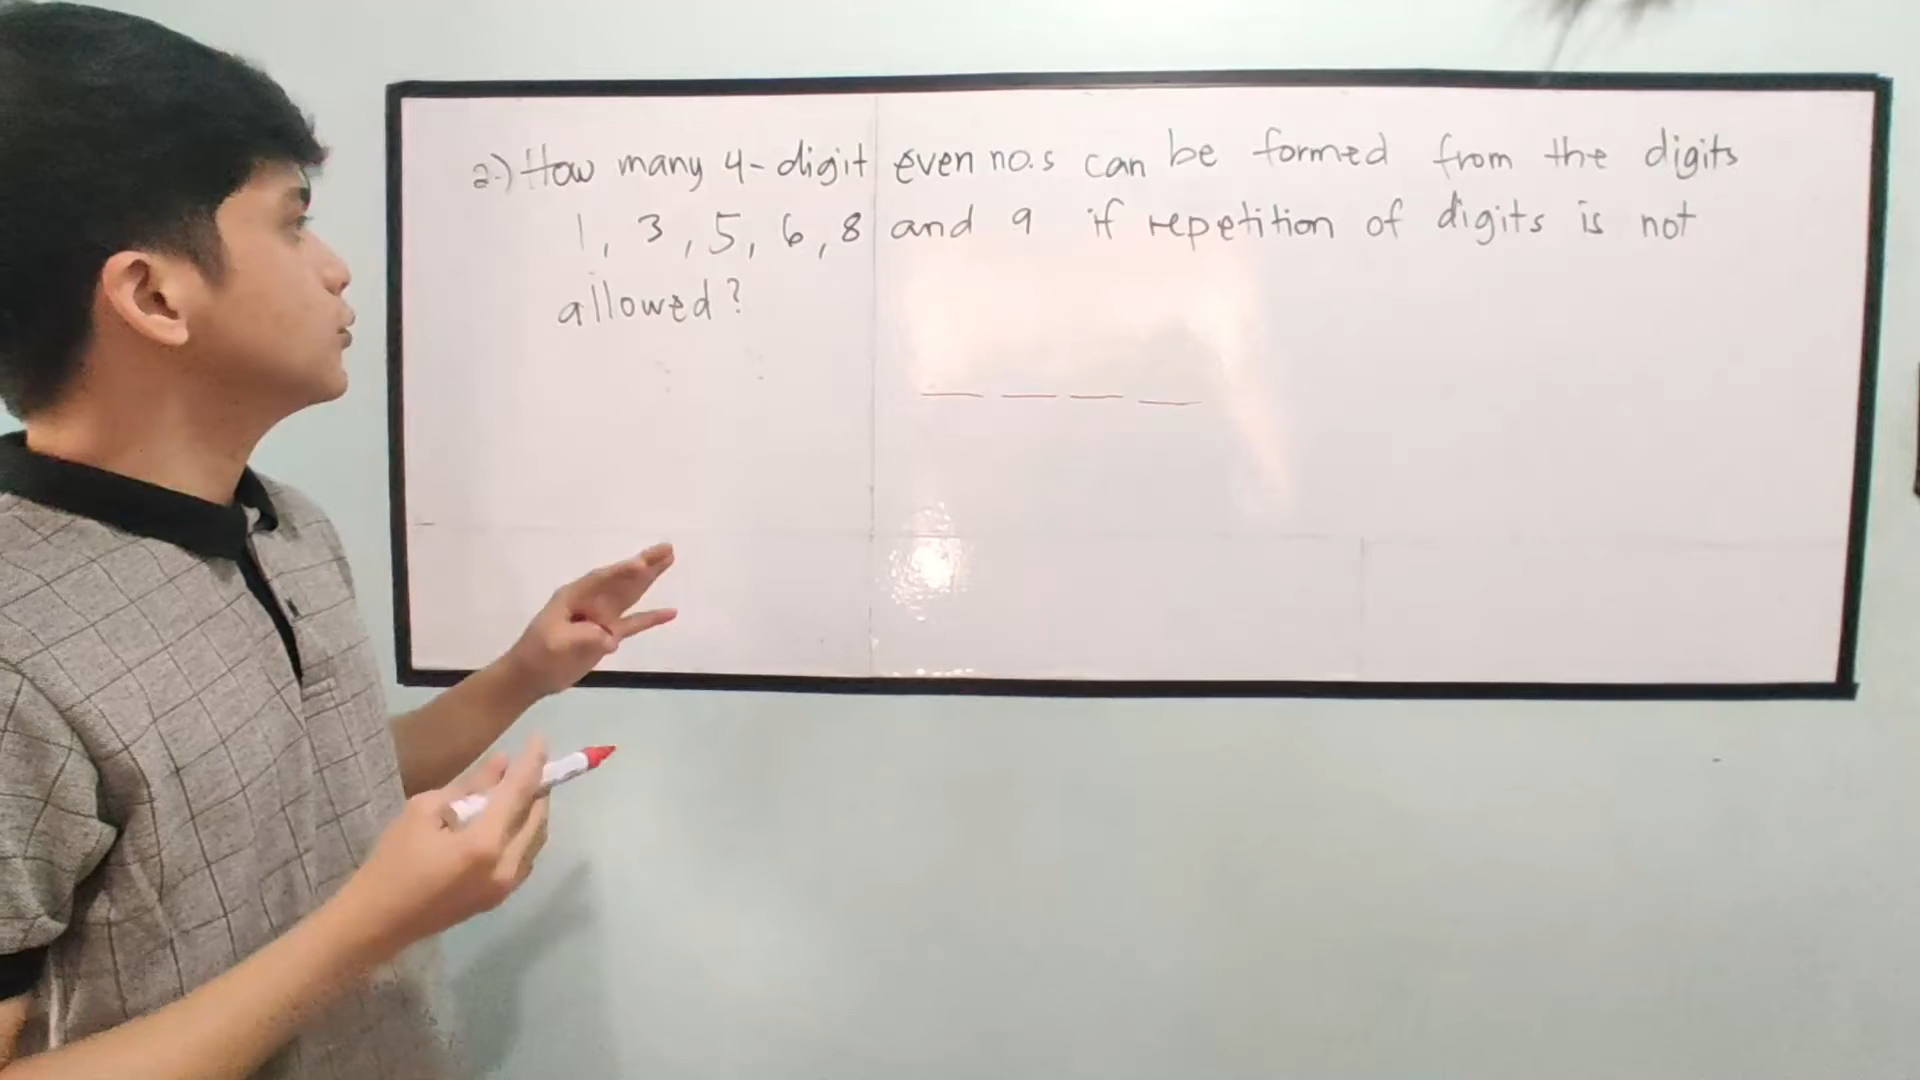 2.) How many 4-digit even no.s can be formed from the digits
1, 3, 5, 6, 8 and 9 if repetition of digits is not
allowed?